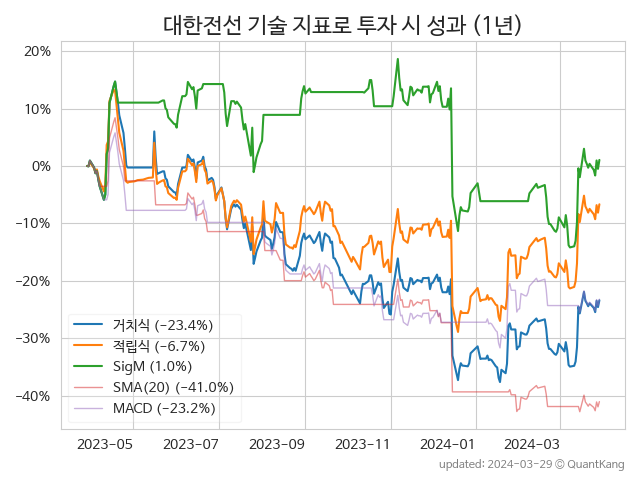 대한전선 기술 지표로 투자 시 성과 (1년)
20%
10%
0%
−10%
−20%
−30%
−40%
거치식 (−23.4%)
적립식 (−6.7%)
SigM (1.0%)
SMA(20) (−41.0%)
MACD (−23.2%)
2023-05 2023-07 2023-09 2023-11 2024-01 2024-03
updated: 2024-03-29 © QuantKang